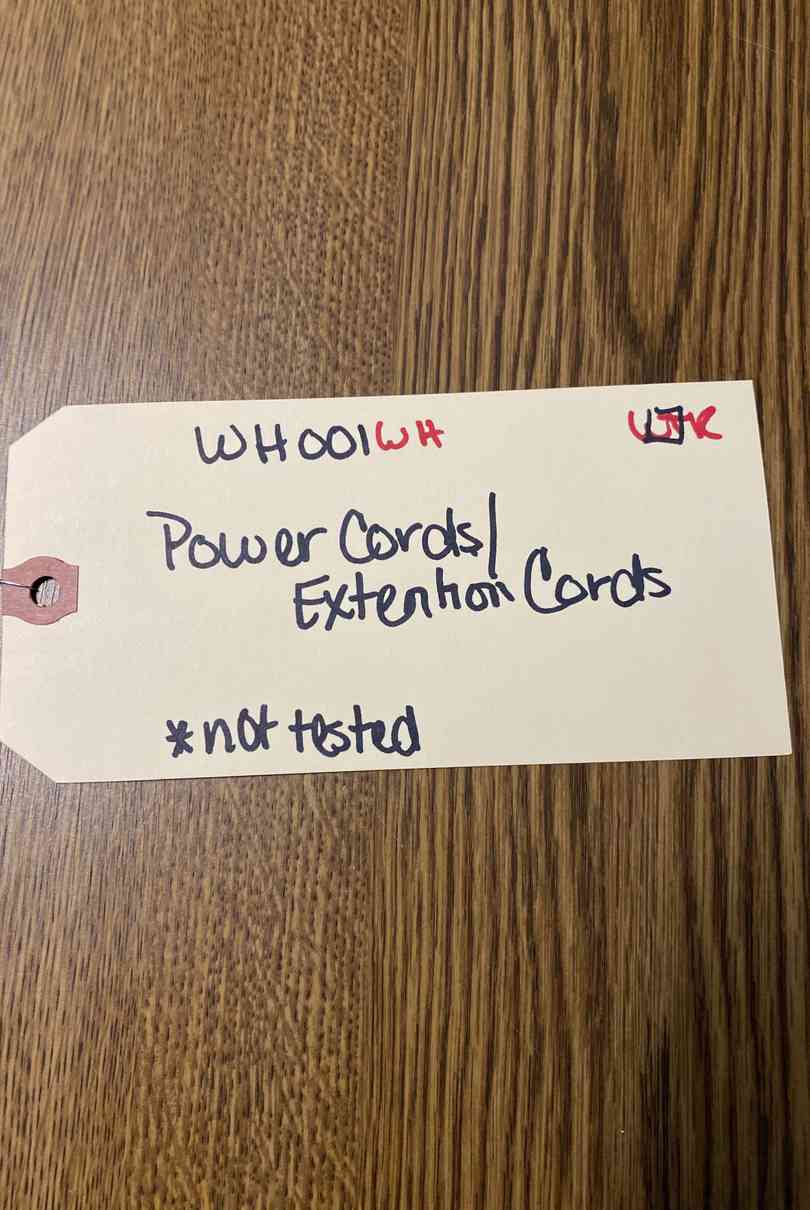 WH001WH
Power Cords/
Extention Cords
*not tested